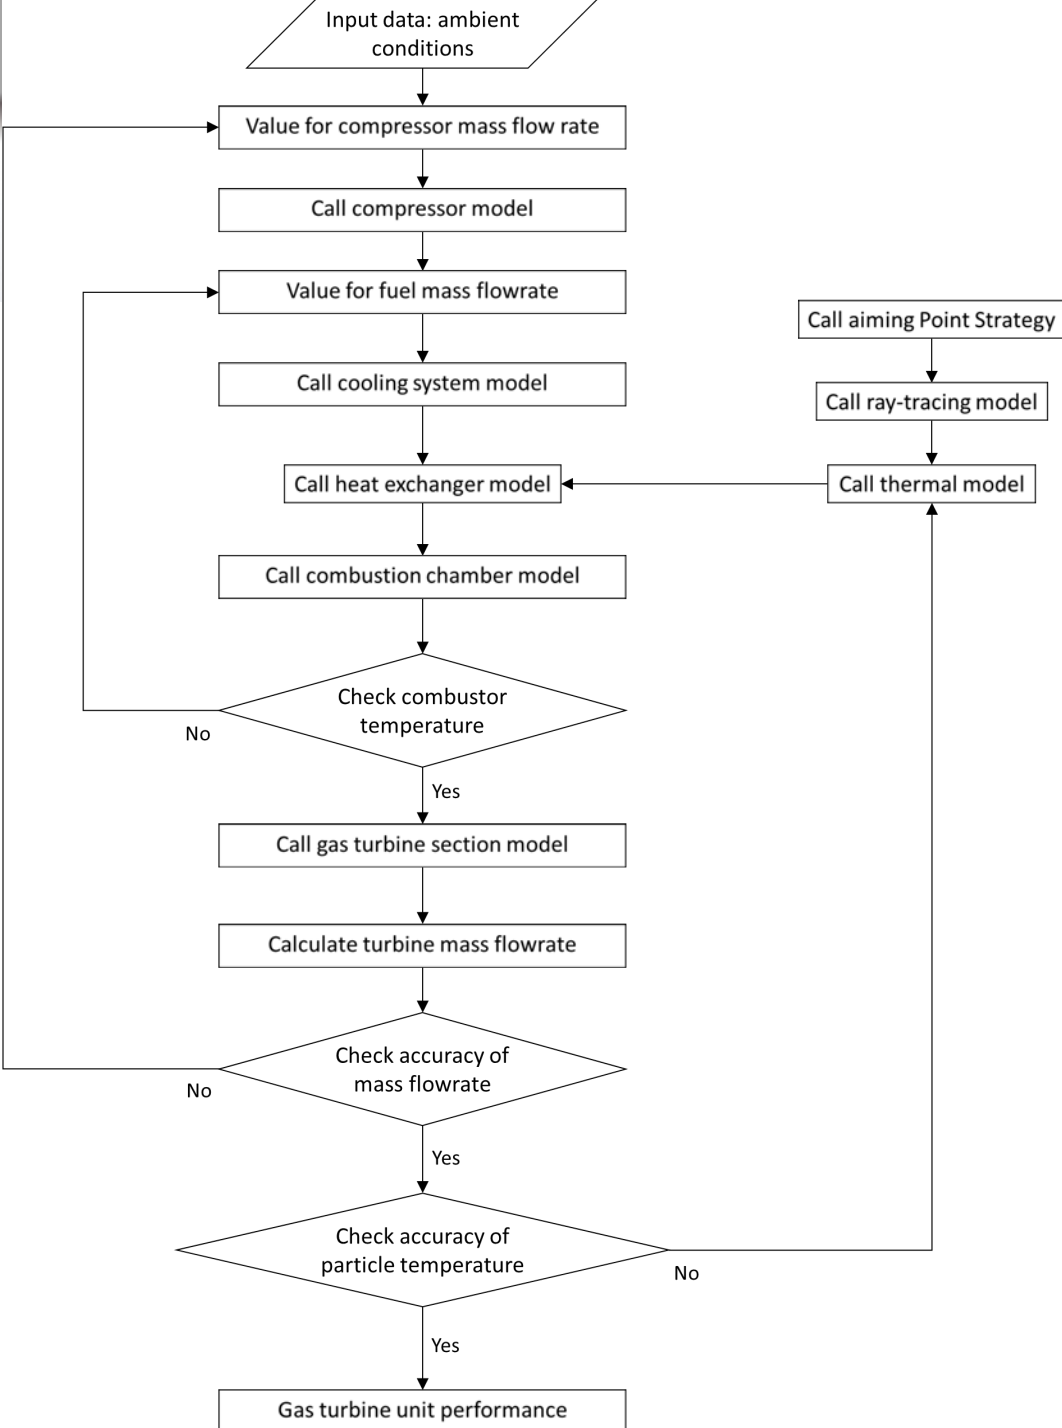 Input data: ambient
conditions
Value for compressor mass flow rate
Call compressor model
Value for fuel mass flowrate
Call aiming Point Strategy
Call cooling system model
Call ray-tracing model
Call heat exchanger model
Call thermal model
Call combustion chamber model
Check combustor
temperature
No
Yes
Call gas turbine section model
Calculate turbine mass flowrate
Check accuracy of
mass flowrate
No
Yes
Check accuracy of
particle temperature
No
Yes
Gas turbine unit performance